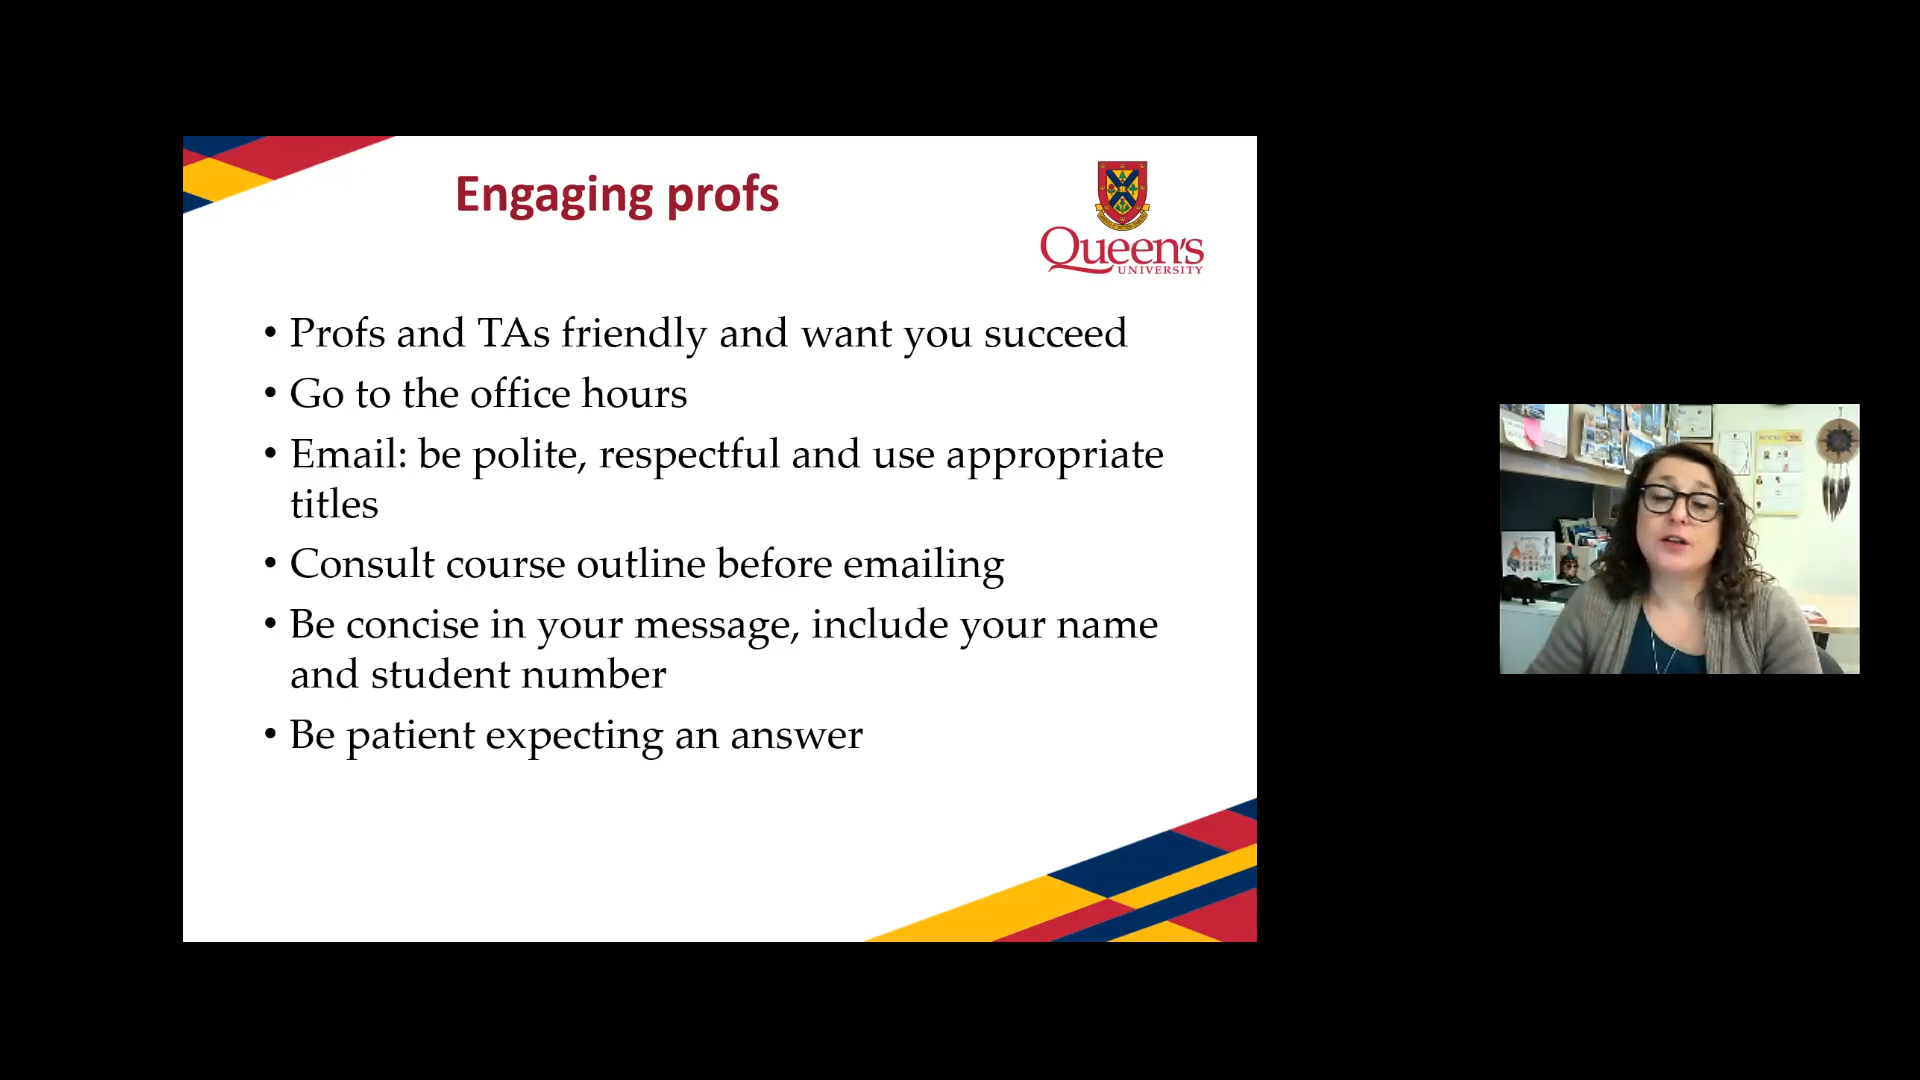 Engaging profs
Queen's
UNIVERSITY
• Profs and TAs friendly and want you succeed
• Go to the office hours
• Email: be polite, respectful and use appropriate
titles
• Consult course outline before emailing
• Be concise in your message, include your name
and student number
• Be patient expecting an answer